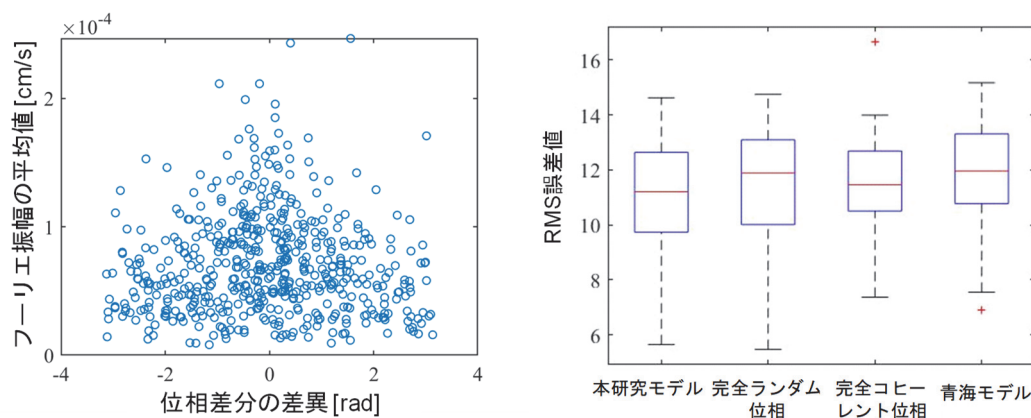 ×10⁻⁴
フーリエ振幅の平均値[cm/s]
2
1
0
-4
-2
0
2
4
位相差分の差異[rad]
RMS誤差値
16
14
12
10
8
6
本研究モデル
完全ランダム
位相
完全コヒー
レント位相
青海モデル